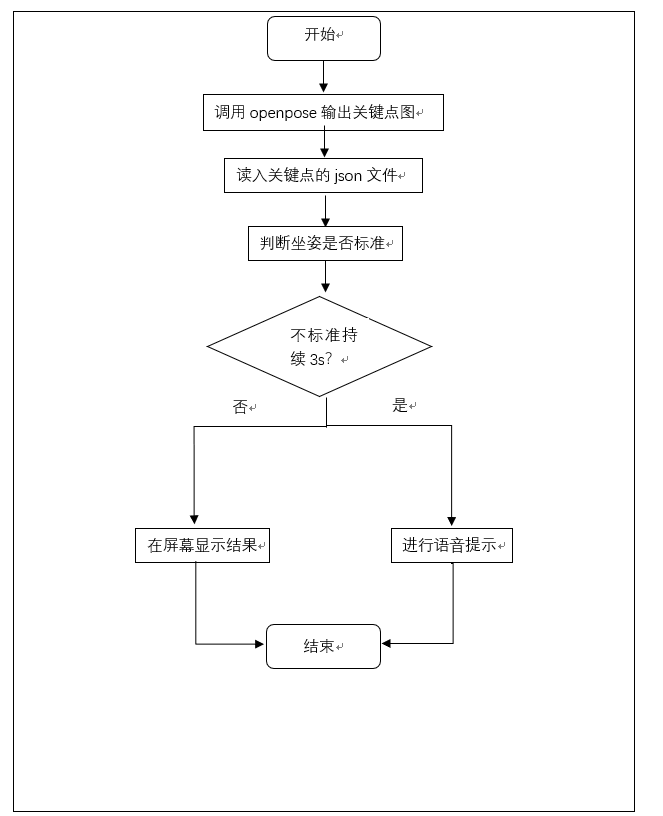 开始
调用 openpose 输出关键点图
读入关键点的 json 文件
判断坐姿是否标准
不标准持
续 3s?
否
是
在屏幕显示结果
进行语音提示
结束